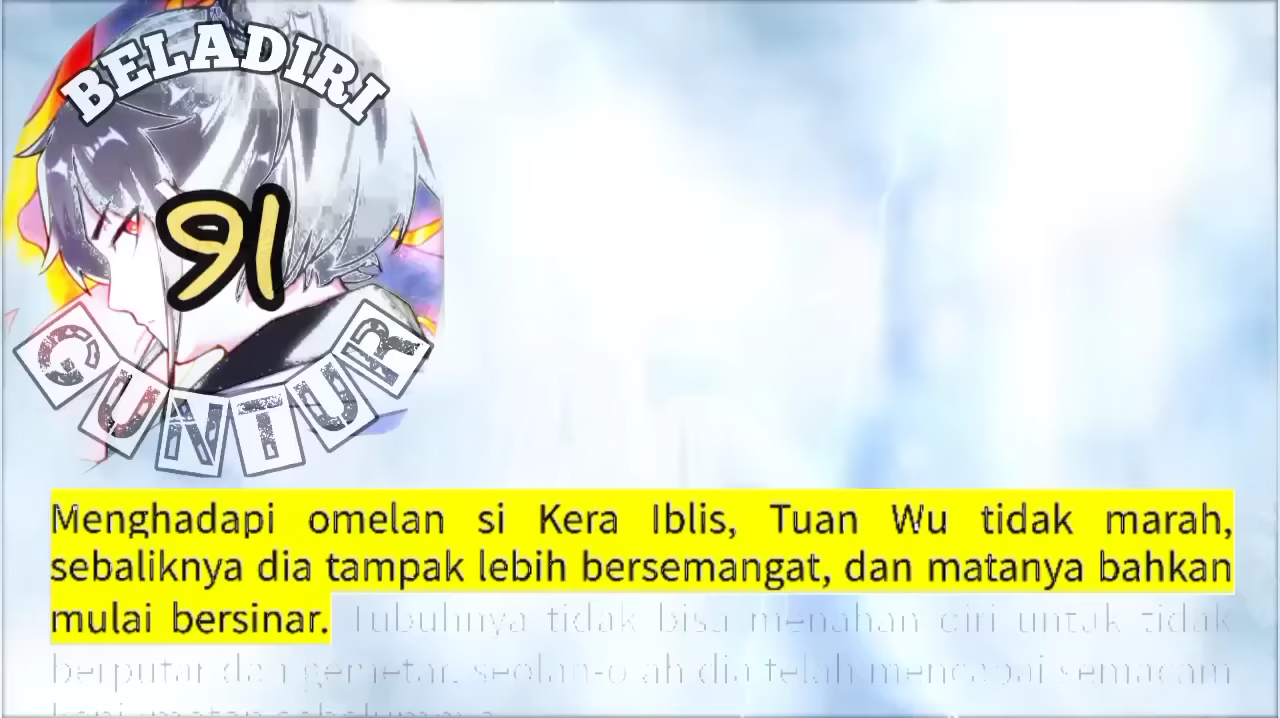 BELADIRI
91
GUNTUR
Menghadapi omelan si Kera Iblis, Tuan Wu tidak marah,
sebaliknya dia tampak lebih bersemangat, dan matanya bahkan
mulai bersinar. Tubuhnya tidak bisa menahan diri untuk tidak
berputar dan gemetar, seolah-olah dia telah mencapai semacam